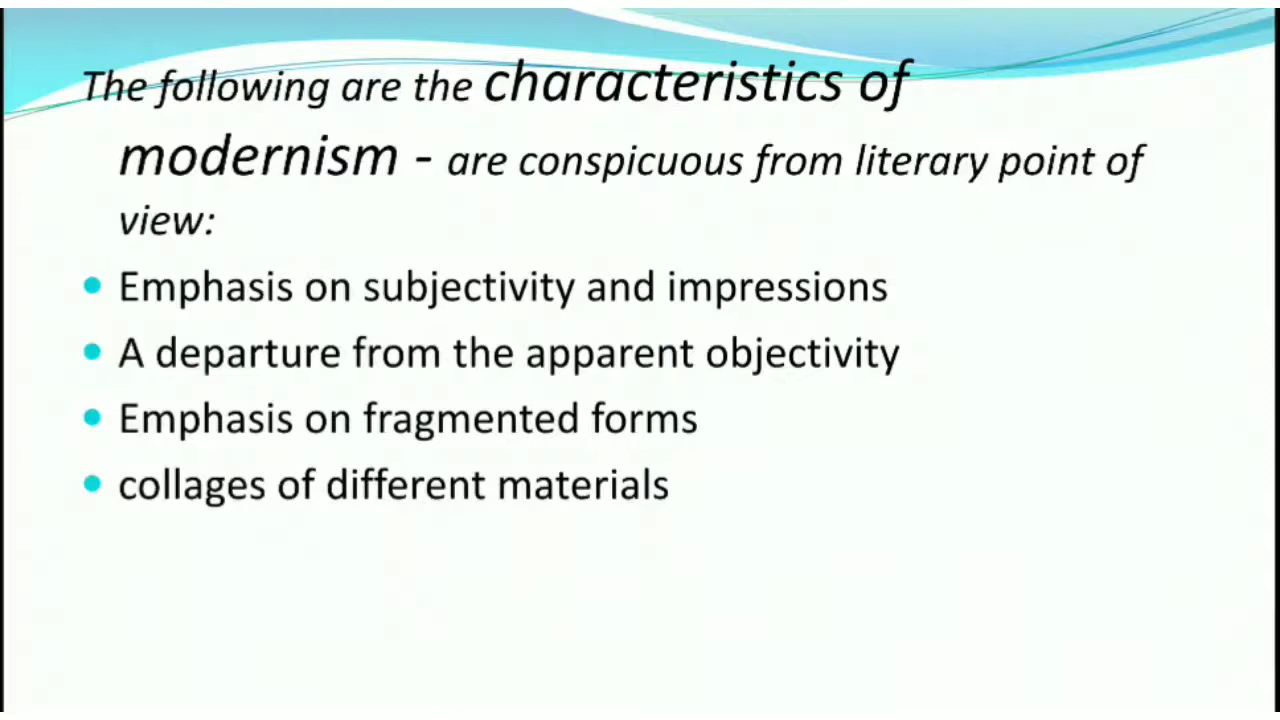 The following are the characteristics of
modernism - are conspicuous from literary point of
view:
Emphasis on subjectivity and impressions
A departure from the apparent objectivity
Emphasis on fragmented forms
collages of different materials